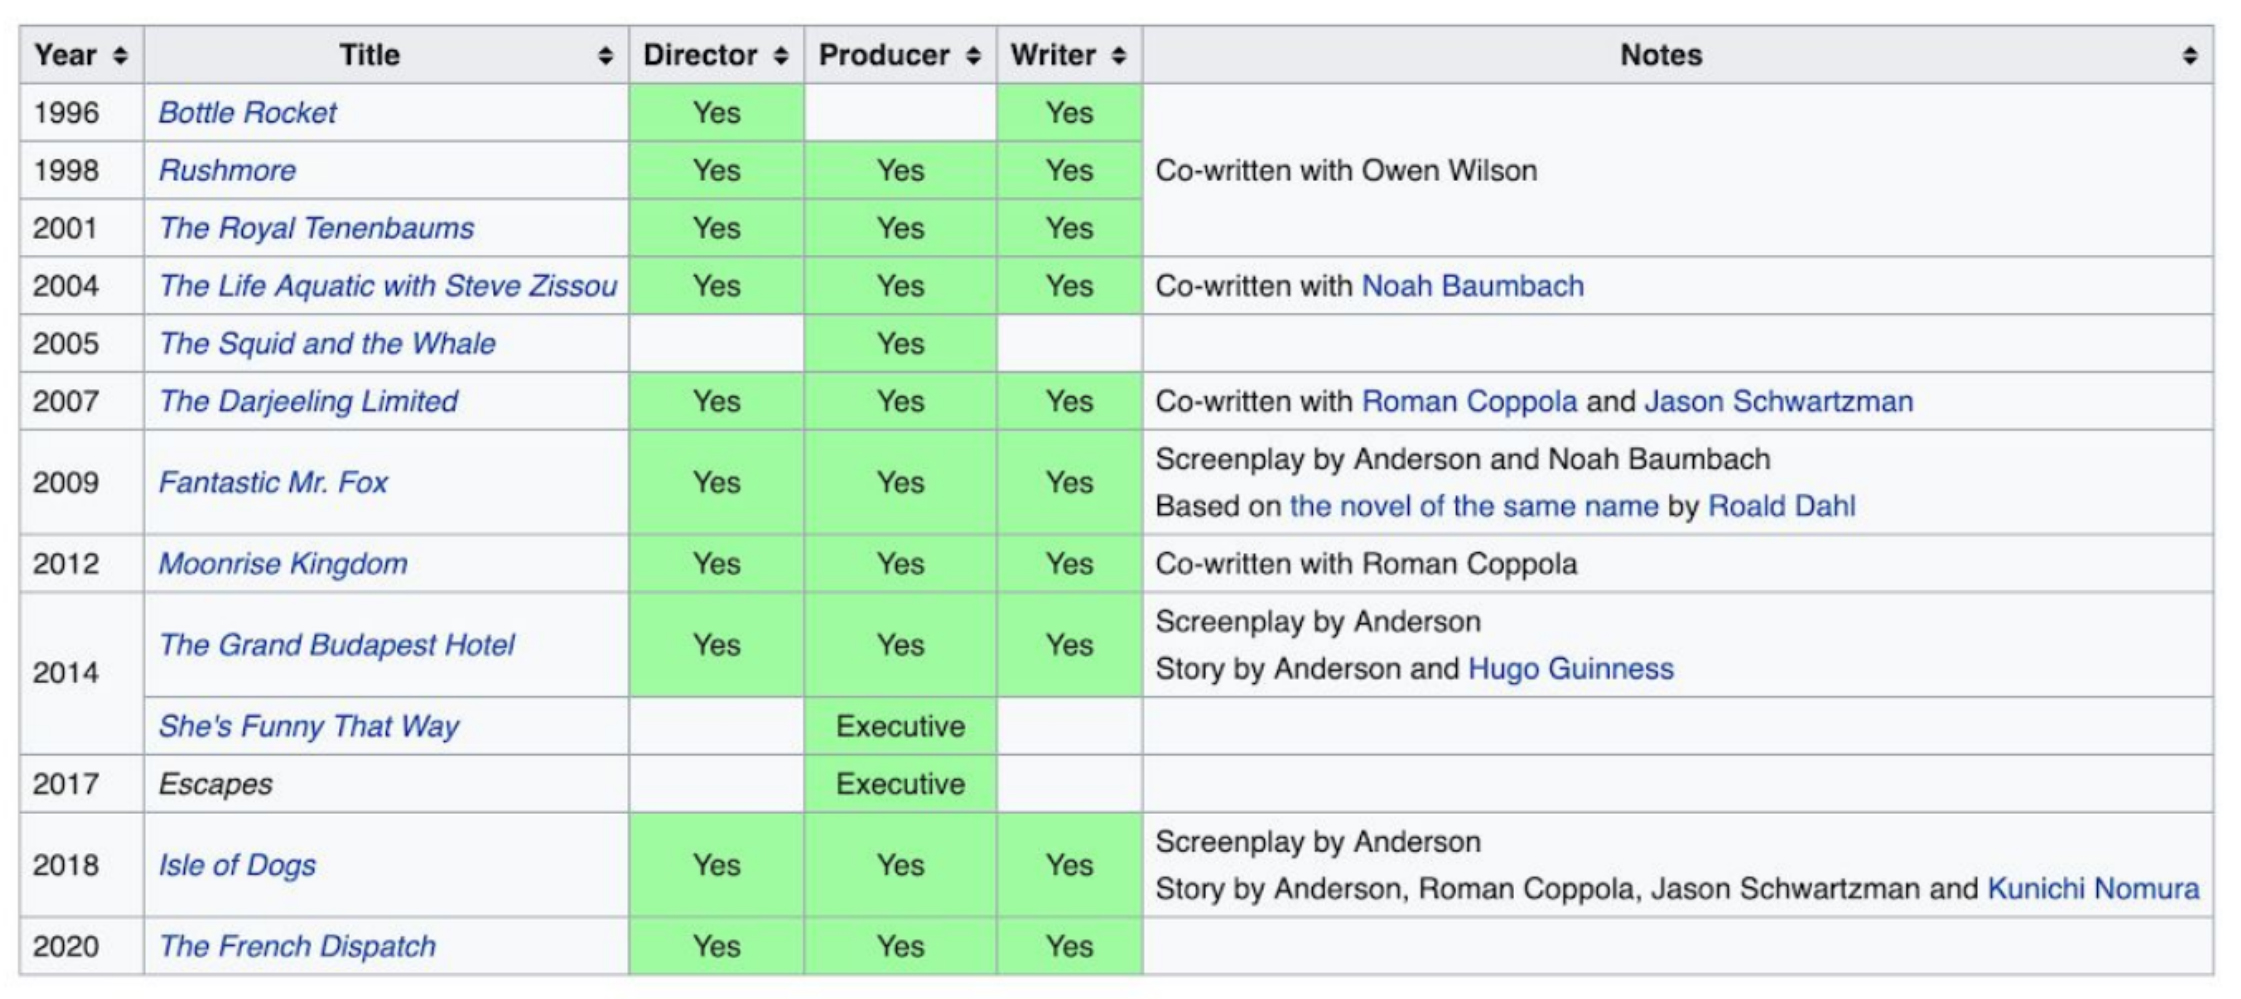 Year Title Director Producer Writer Notes
1996 Bottle Rocket Yes Yes
1998 Rushmore Yes Yes Yes Co-written with Owen Wilson
2001 The Royal Tenenbaums Yes Yes Yes
2004 The Life Aquatic with Steve Zissou Yes Yes Yes Co-written with Noah Baumbach
2005 The Squid and the Whale Yes
2007 The Darjeeling Limited Yes Yes Yes Co-written with Roman Coppola and Jason Schwartzman
2009 Fantastic Mr. Fox Yes Yes Yes Screenplay by Anderson and Noah Baumbach
Based on the novel of the same name by Roald Dahl
2012 Moonrise Kingdom Yes Yes Yes Co-written with Roman Coppola
2014 The Grand Budapest Hotel Yes Yes Yes Screenplay by Anderson
Story by Anderson and Hugo Guinness
She's Funny That Way Executive
2017 Escapes Executive
2018 Isle of Dogs Yes Yes Yes Screenplay by Anderson
Story by Anderson, Roman Coppola, Jason Schwartzman and Kunichi Nomura
2020 The French Dispatch Yes Yes Yes